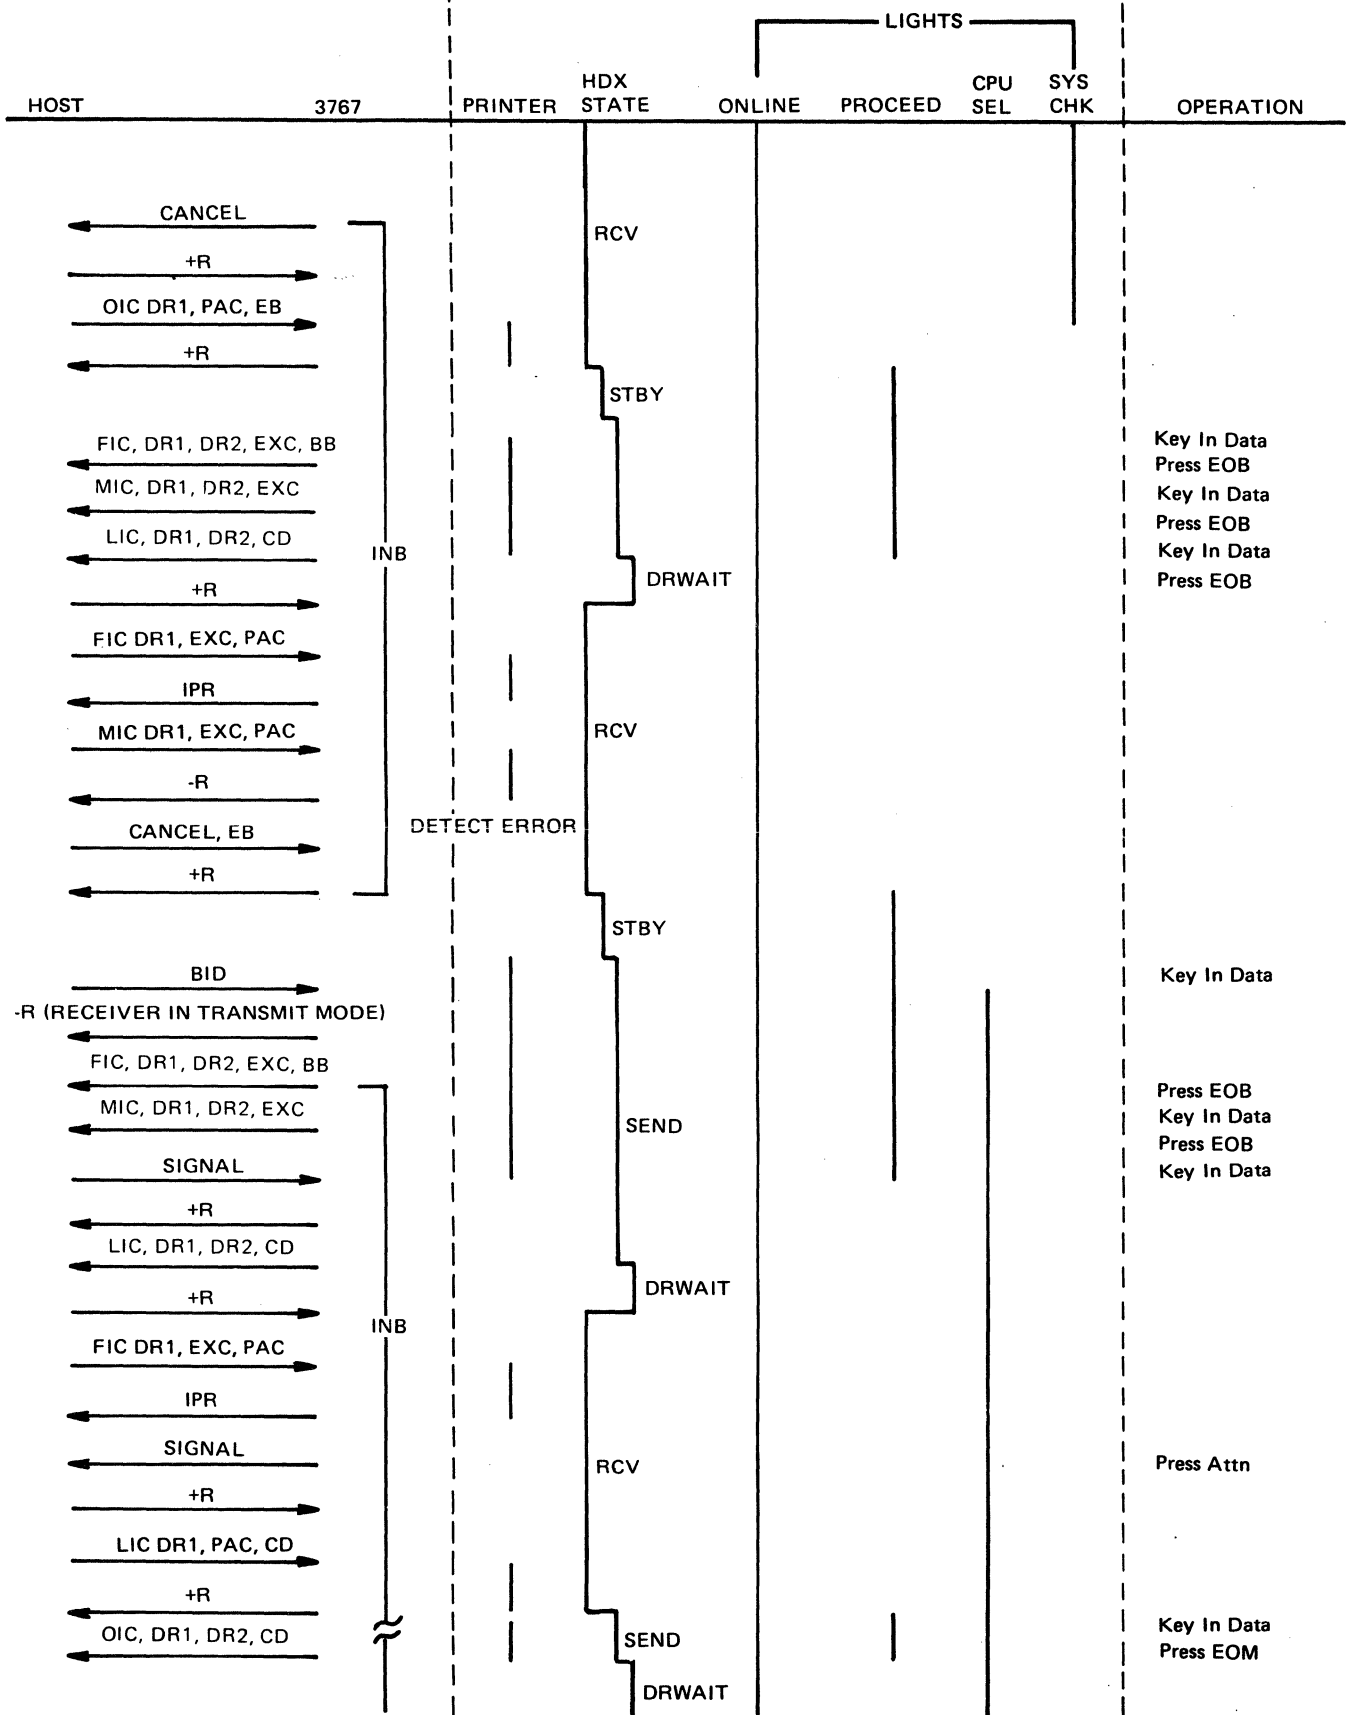 LIGHTS
HOST 3767 PRINTER HDX STATE ONLINE PROCEED CPU SEL SYS CHK OPERATION
CANCEL
RCV
+R
OIC DR1, PAC, EB
+R
STBY
FIC, DR1, DR2, EXC, BB Key In Data
Press EOB
MIC, DR1, DR2, EXC Key In Data
Press EOB
LIC, DR1, DR2, CD INB Key In Data
+R DRWAIT Press EOB
FIC DR1, EXC, PAC
IPR
MIC DR1, EXC, PAC RCV
-R
CANCEL, EB DETECT ERROR
+R
STBY
BID Key In Data
-R (RECEIVER IN TRANSMIT MODE)
FIC, DR1, DR2, EXC, BB Press EOB
MIC, DR1, DR2, EXC SEND Key In Data
Press EOB
SIGNAL Key In Data
+R
LIC, DR1, DR2, CD
DRWAIT
+R
INB
FIC DR1, EXC, PAC
IPR
SIGNAL RCV Press Attn
+R
LIC DR1, PAC, CD
+R
OIC, DR1, DR2, CD SEND Key In Data
Press EOM
DRWAIT